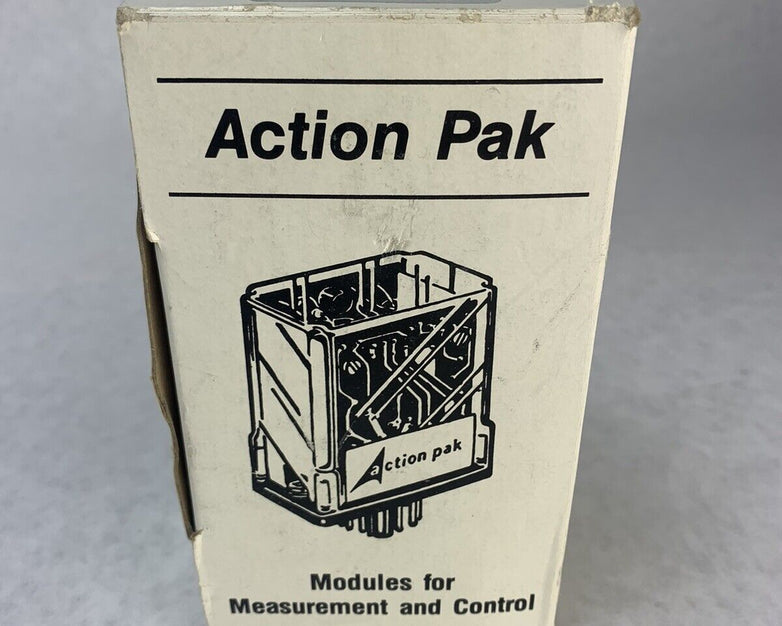 Action Pak
action pak
Modules for
Measurement and Control